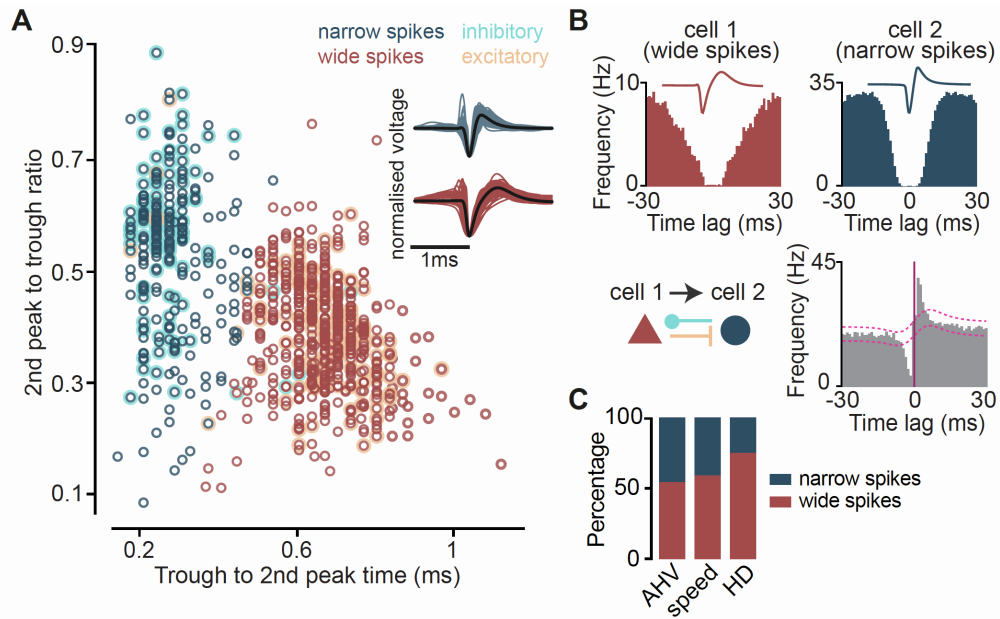 A
narrow spikes inhibitory
wide spikes excitatory
0.9
0.7
0.5
0.3
0.1
2nd peak to trough ratio
0.2 0.6 1
Trough to 2nd peak time (ms)
normalised voltage
1ms
B
cell 1
(wide spikes)
cell 2
(narrow spikes)
Frequency (Hz)
10
0
-30 0 30
Time lag (ms)
35
0
-30 0 30
Time lag (ms)
cell 1 cell 2
Frequency (Hz)
45
0
-30 0 30
Time lag (ms)
C
Percentage
100
50
0
AHV
speed
HD
narrow spikes
wide spikes